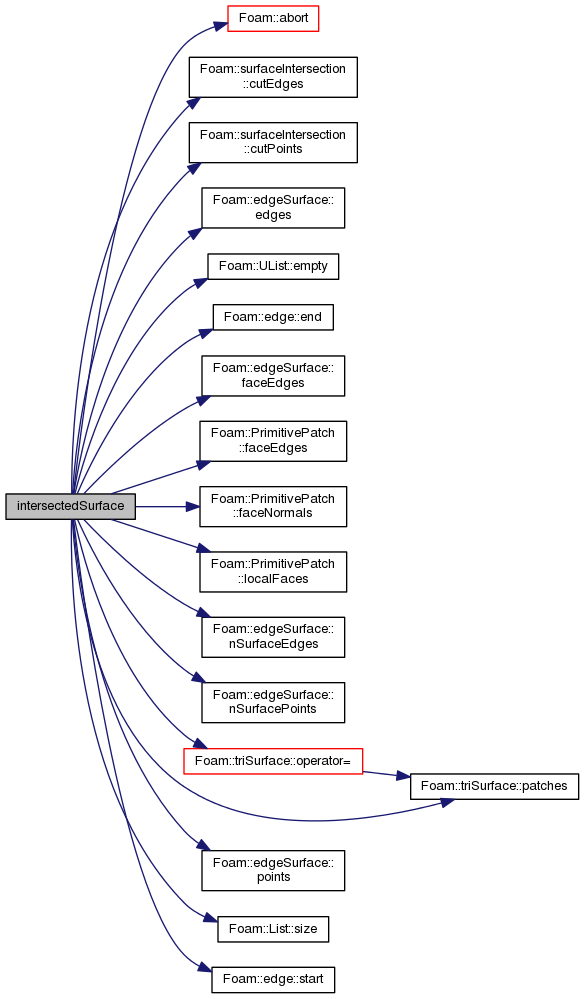 Foam::abort
Foam::surfaceIntersection
::cutEdges
Foam::surfaceIntersection
::cutPoints
Foam::edgeSurface::
edges
Foam::UList::empty
Foam::edge::end
Foam::edgeSurface::
faceEdges
Foam::PrimitivePatch
::faceEdges
intersectedSurface
Foam::PrimitivePatch
::faceNormals
Foam::PrimitivePatch
::localFaces
Foam::edgeSurface::
nSurfaceEdges
Foam::edgeSurface::
nSurfacePoints
Foam::triSurface::operator=
Foam::triSurface::patches
Foam::edgeSurface::
points
Foam::List::size
Foam::edge::start